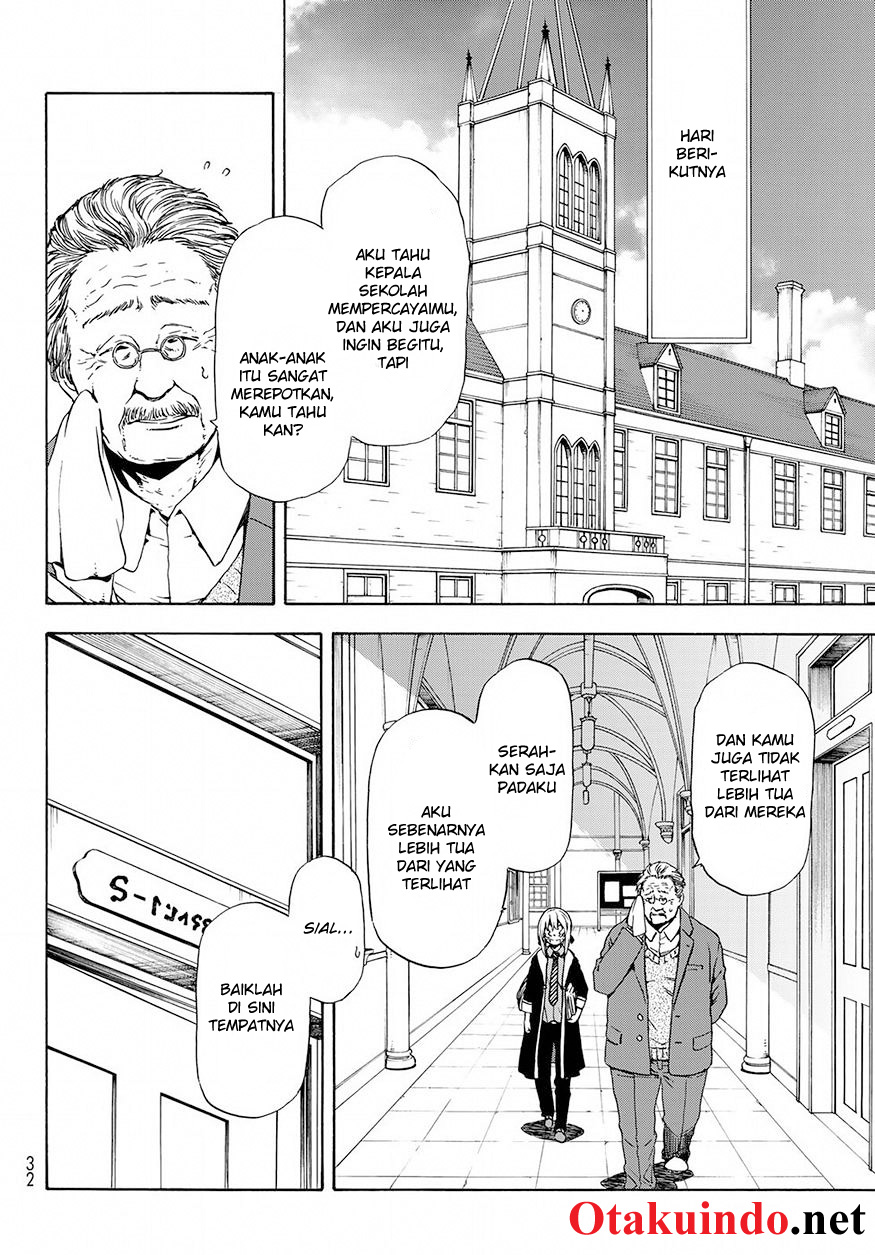 HARI
BERI-
KUTNYA
AKU TAHU
KEPALA
SEKOLAH
MEMPERCAYAIMU,
DAN AKU JUGA
INGIN BEGITU,
TAPI
ANAK-ANAK
ITU SANGAT
MEREPOTKAN,
KAMU TAHU
KAN?
DAN KAMU
JUGA TIDAK
TERLIHAT
LEBIH TUA
DARI MEREKA
SERAH-
KAN SAJA
PADAKU
AKU
SEBENARNYA
LEBIH TUA
DARI YANG
TERLIHAT
SIAL...
BAIKLAH
DI SINI
TEMPATNYA
32
Otakuindo.net